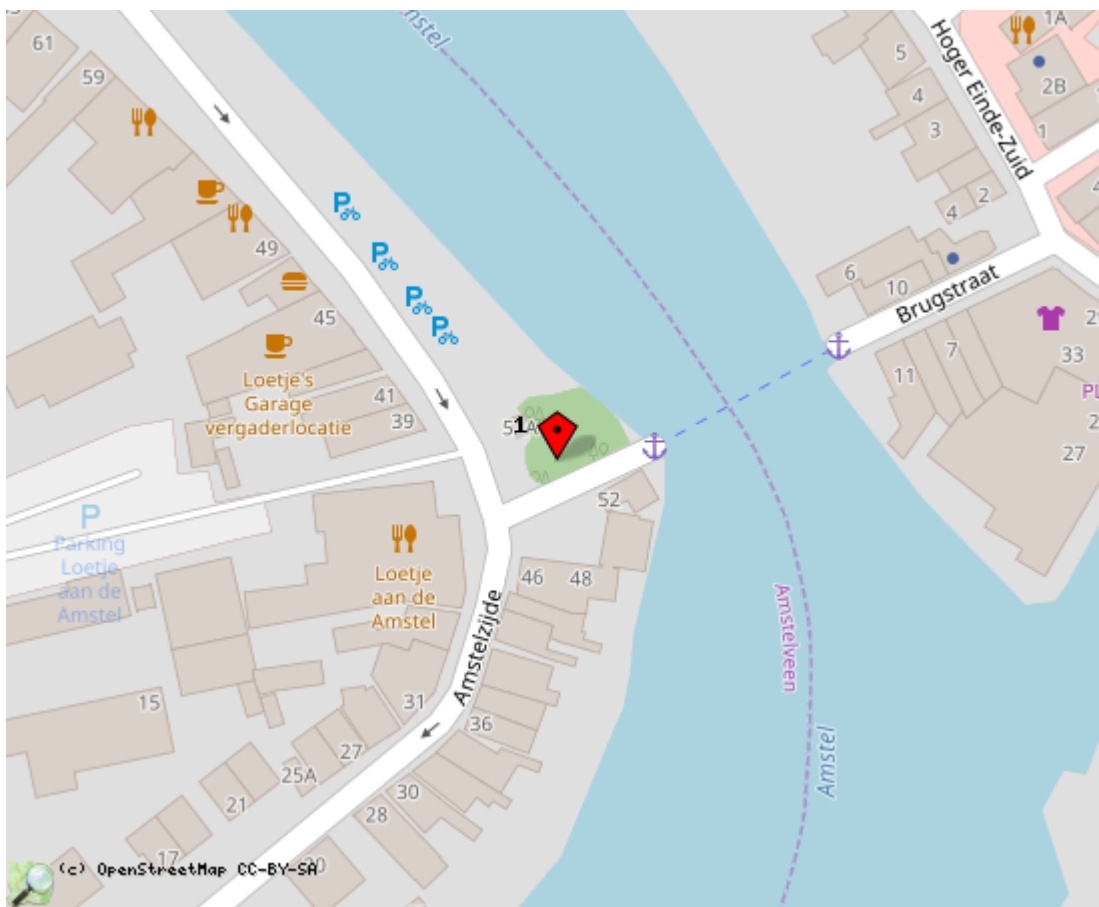 61
59
49
45
41
39
Loetje's
Garage
vergaderlocatie
P
P
P
P
P
Parking
Loetje
aan de
Amstel
Loetje
aan de
Amstel
15
31
27
25A
21
17
28
30
36
46
48
52
1
Amstelzijde
Amstel
Amstelveen
Amstel
Hoger Einde-Zuid
Brugstraat
1A
2B
1
5
4
3
2
4
6
10
7
11
33
27
(c) OpenStreetMap CC-BY-SA